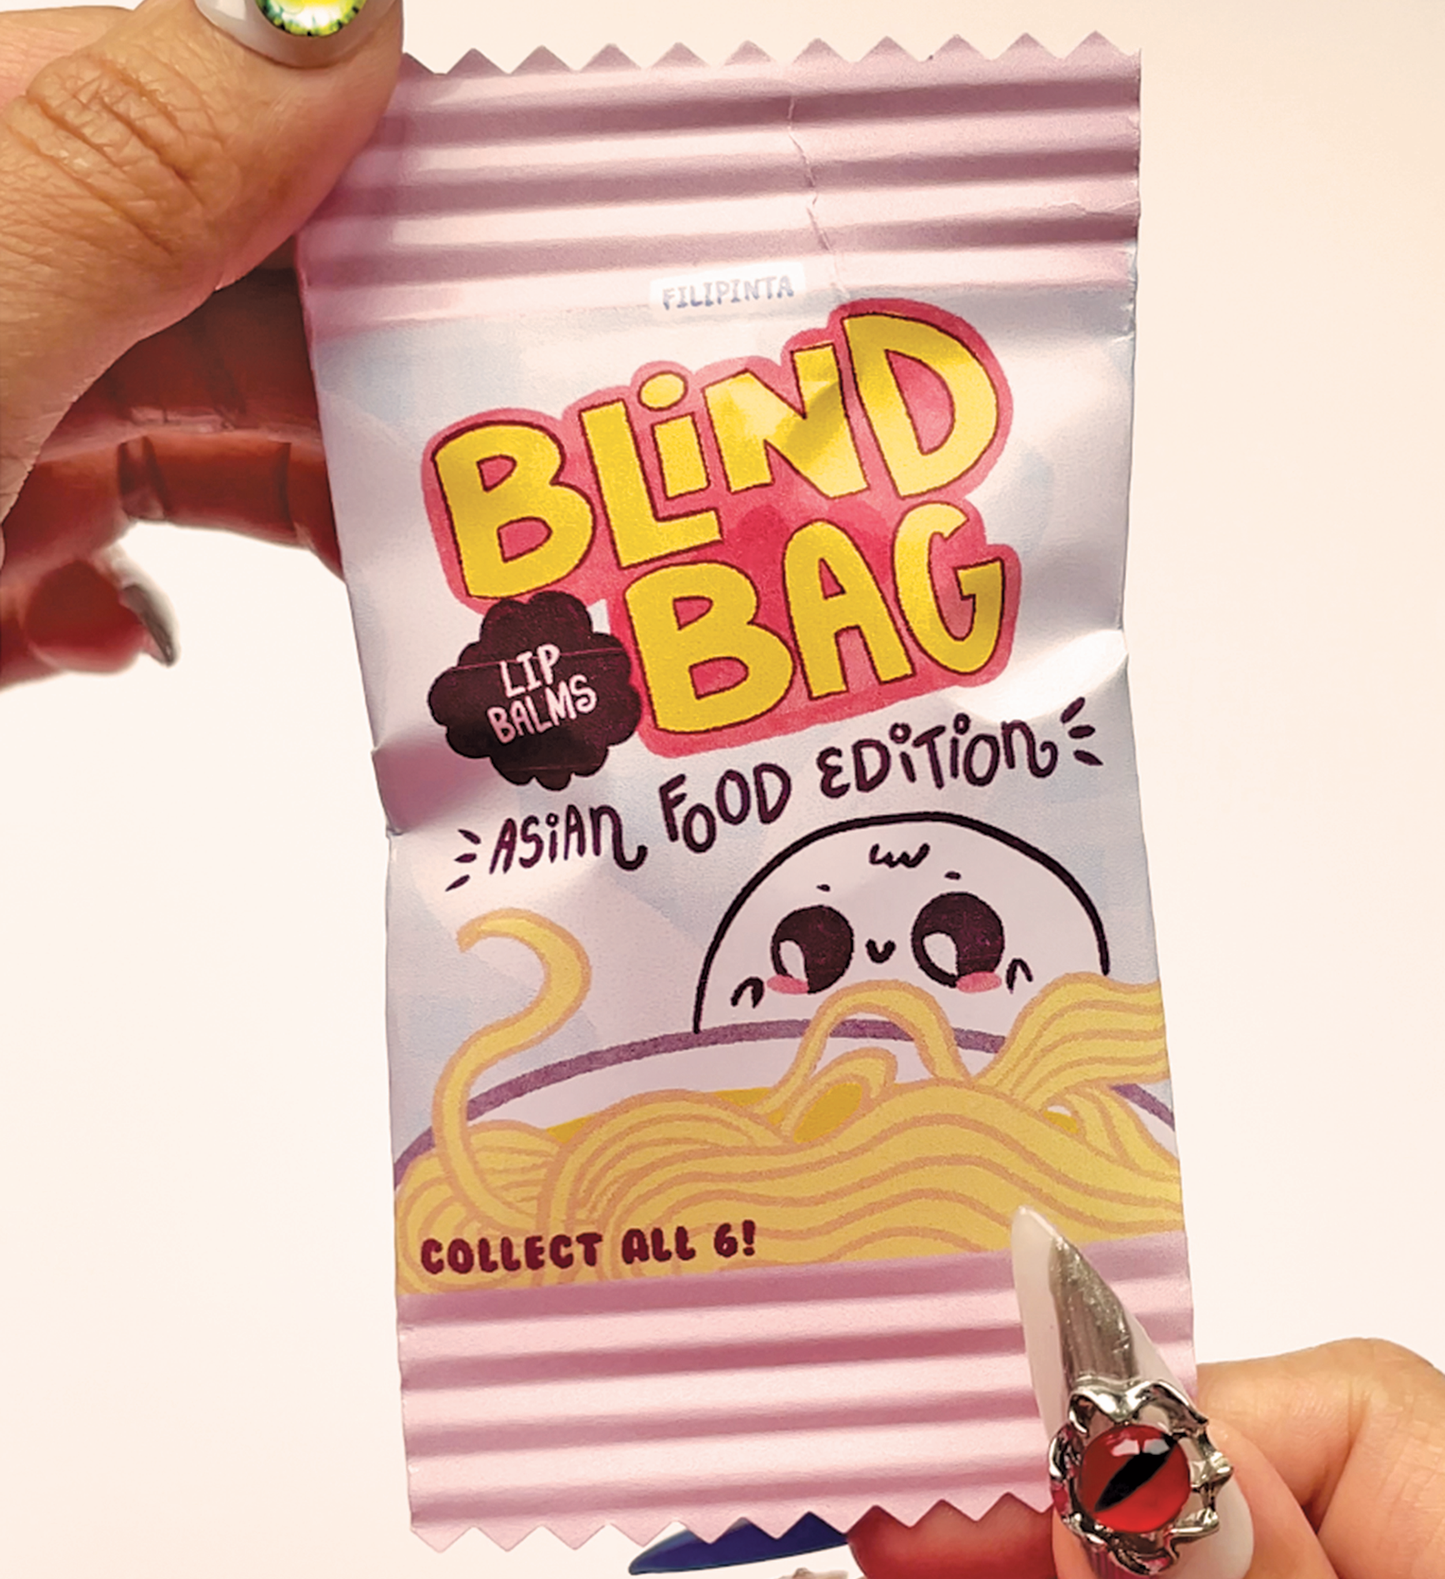 FILIPINTA
BLiND
BAG
LIP
BALMS
ASiAn FOOD EDiTion
COLLECT ALL 6!